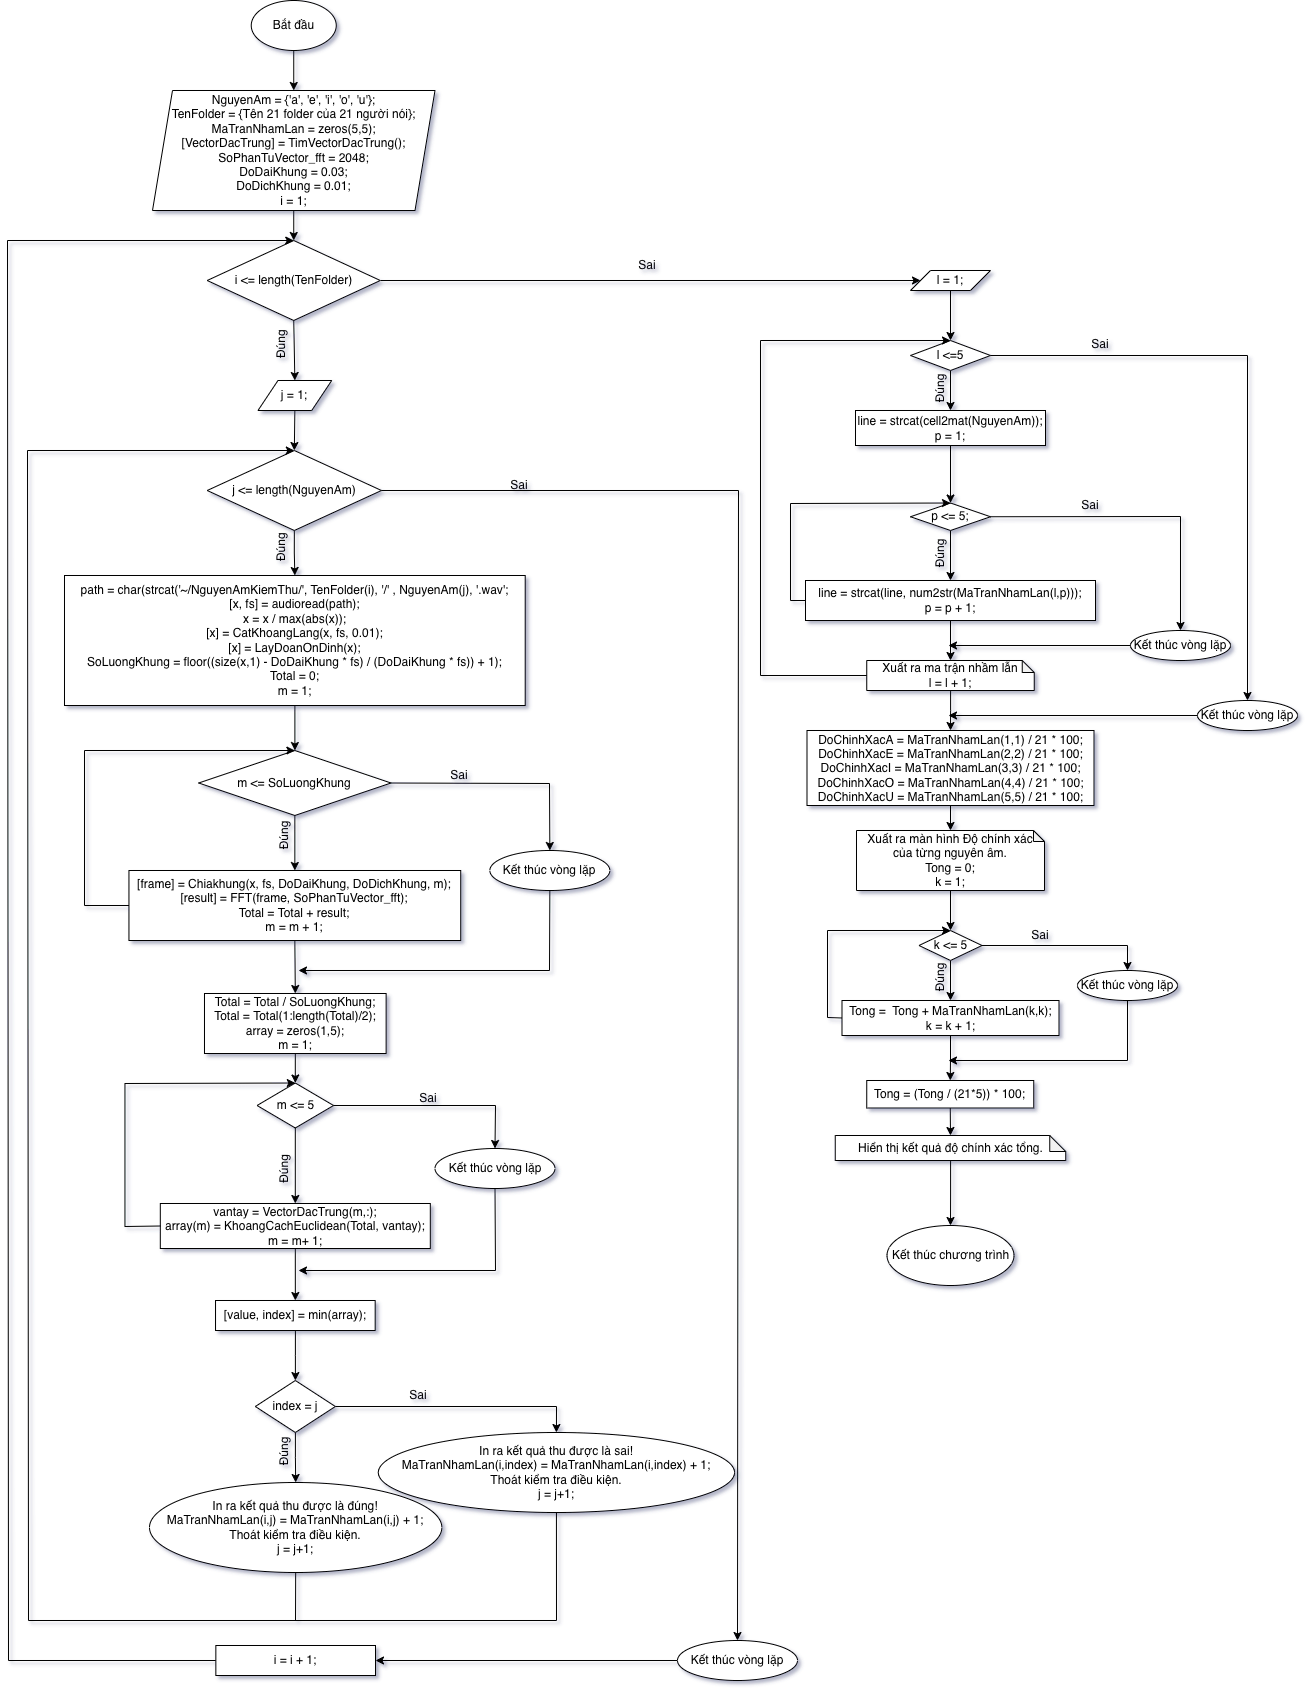 Bắt đầu
NguyenAm = {'a', 'e', 'i', 'o', 'u'};
TenFolder = {Tên 21 folder của 21 người nói};
MaTranNhamLan = zeros(5,5);
[VectorDacTrung] = TimVectorDacTrung();
SoPhanTuVector_fft = 2048;
DoDaiKhung = 0.03;
DoDichKhung = 0.01;
i = 1;
i <= length(TenFolder)
Sai
Đúng
j = 1;
j <= length(NguyenAm)
Sai
Đúng
path = char(strcat('~/NguyenAmKiemThu/', TenFolder(i), '/' , NguyenAm(j), '.wav';
[x, fs] = audioread(path);
x = x / max(abs(x));
[x] = CatKhoangLang(x, fs, 0.01);
[x] = LayDoanOnDinh(x);
SoLuongKhung = floor((size(x,1) - DoDaiKhung * fs) / (DoDaiKhung * fs)) + 1);
Total = 0;
m = 1;
m <= SoLuongKhung
Sai
Đúng
Kết thúc vòng lặp
[frame] = Chiakhung(x, fs, DoDaiKhung, DoDichKhung, m);
[result] = FFT(frame, SoPhanTuVector_fft);
Total = Total + result;
m = m + 1;
Total = Total / SoLuongKhung;
Total = Total(1:length(Total)/2);
array = zeros(1,5);
m = 1;
m <= 5
Sai
Đúng
Kết thúc vòng lặp
vantay = VectorDacTrung(m,:);
array(m) = KhoangCachEuclidean(Total, vantay);
m = m+ 1;
[value, index] = min(array);
index = j
Sai
Đúng
In ra kết quả thu được là sai!
MaTranNhamLan(i,index) = MaTranNhamLan(i,index) + 1;
Thoát kiểm tra điều kiện.
j = j+1;
In ra kết quả thu được là đúng!
MaTranNhamLan(i,j) = MaTranNhamLan(i,j) + 1;
Thoát kiểm tra điều kiện.
j = j+1;
Kết thúc vòng lặp
i = i + 1;
l = 1;
l <=5
Sai
Đúng
line = strcat(cell2mat(NguyenAm));
p = 1;
p <= 5;
Sai
Đúng
line = strcat(line, num2str(MaTranNhamLan(l,p)));
p = p + 1;
Kết thúc vòng lặp
Xuất ra ma trận nhầm lẫn
l = l + 1;
Kết thúc vòng lặp
DoChinhXacA = MaTranNhamLan(1,1) / 21 * 100;
DoChinhXacE = MaTranNhamLan(2,2) / 21 * 100;
DoChinhXacI = MaTranNhamLan(3,3) / 21 * 100;
DoChinhXacO = MaTranNhamLan(4,4) / 21 * 100;
DoChinhXacU = MaTranNhamLan(5,5) / 21 * 100;
Xuất ra màn hình Độ chính xác
của từng nguyên âm.
Tong = 0;
k = 1;
k <= 5
Sai
Đúng
Kết thúc vòng lặp
Tong =  Tong + MaTranNhamLan(k,k);
k = k + 1;
Tong = (Tong / (21*5)) * 100;
Hiển thị kết quả độ chính xác tổng.
Kết thúc chương trình